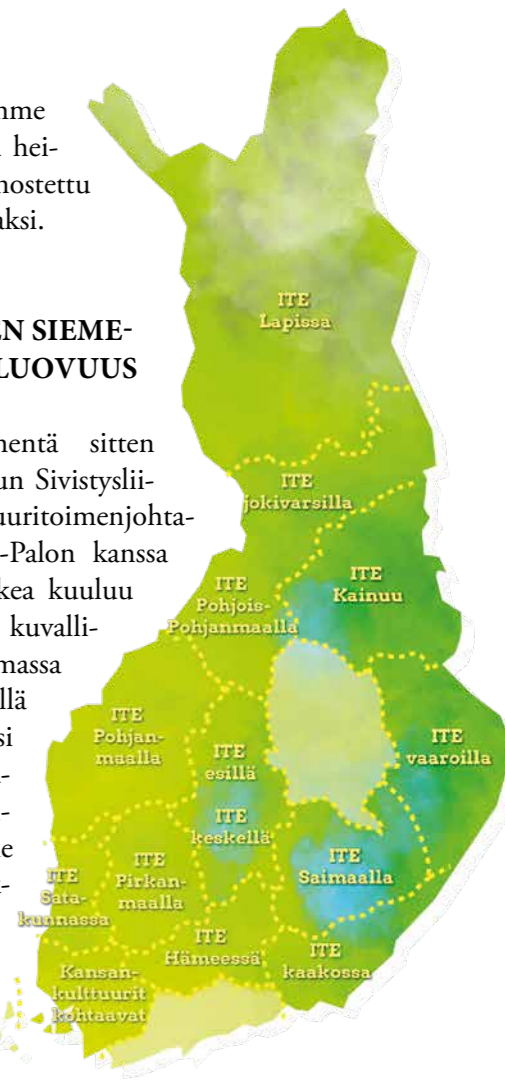 nme
hei-
nostettu
aksi.
EN SIEME-
LUOVUUS
nentä sitten
un Sivistyslii-
uuritoimenjohta-
-Palon kanssa
kea kuuluu
kuvalli-
massa
llä
si
-
-
e
-
ITE
Lapissa
ITE
jokivarsilla
ITE
Pohjois-
Pohjanmaalla
ITE
Kainuu
ITE
Pohjan-
maalla
ITE
esillä
ITE
vaaroilla
ITE
keskellä
ITE
Saimaalla
ITE
Sata-
kunnassa
ITE
Pirkan-
maalla
ITE
Hämeessä
ITE
kaakossa
Kansan-
kulttuurit
kohtaavat